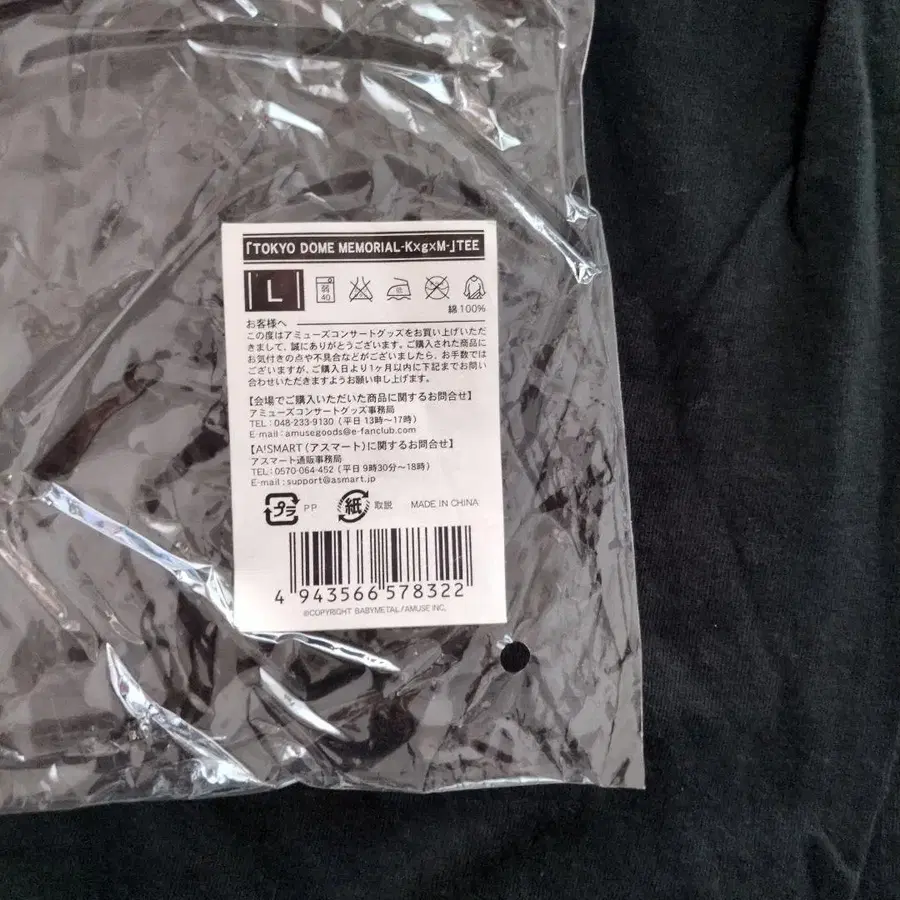 「TOKYO DOME MEMORIAL-K×g×M-」TEE
L
弱
40
低
綿100%
お客様へ
この度はアミューズコンサートグッズをお買い上げいただ
きまして、誠にありがとうございます。ご購入された商品に
お気付きの点や不具合などがございましたら、お手数では
ございますが、ご購入日より1ヶ月以内に下記までお問い
合わせいただきますようお願い申し上げます。
【会場でご購入いただいた商品に関するお問合せ】
アミューズコンサートグッズ事務局
TEL：048-233-9130（平日 13時〜17時）
E-mail：amusegoods@e-fanclub.com
【A!SMART（アスマート）に関するお問合せ】
アスマート通販事務局
TEL：0570-064-452（平日 9時30分〜18時）
E-mail：support@asmart.jp
プラ PP 紙 取説 MADE IN CHINA
4 943566 578322
©COPYRIGHT BABYMETAL/AMUSE INC.